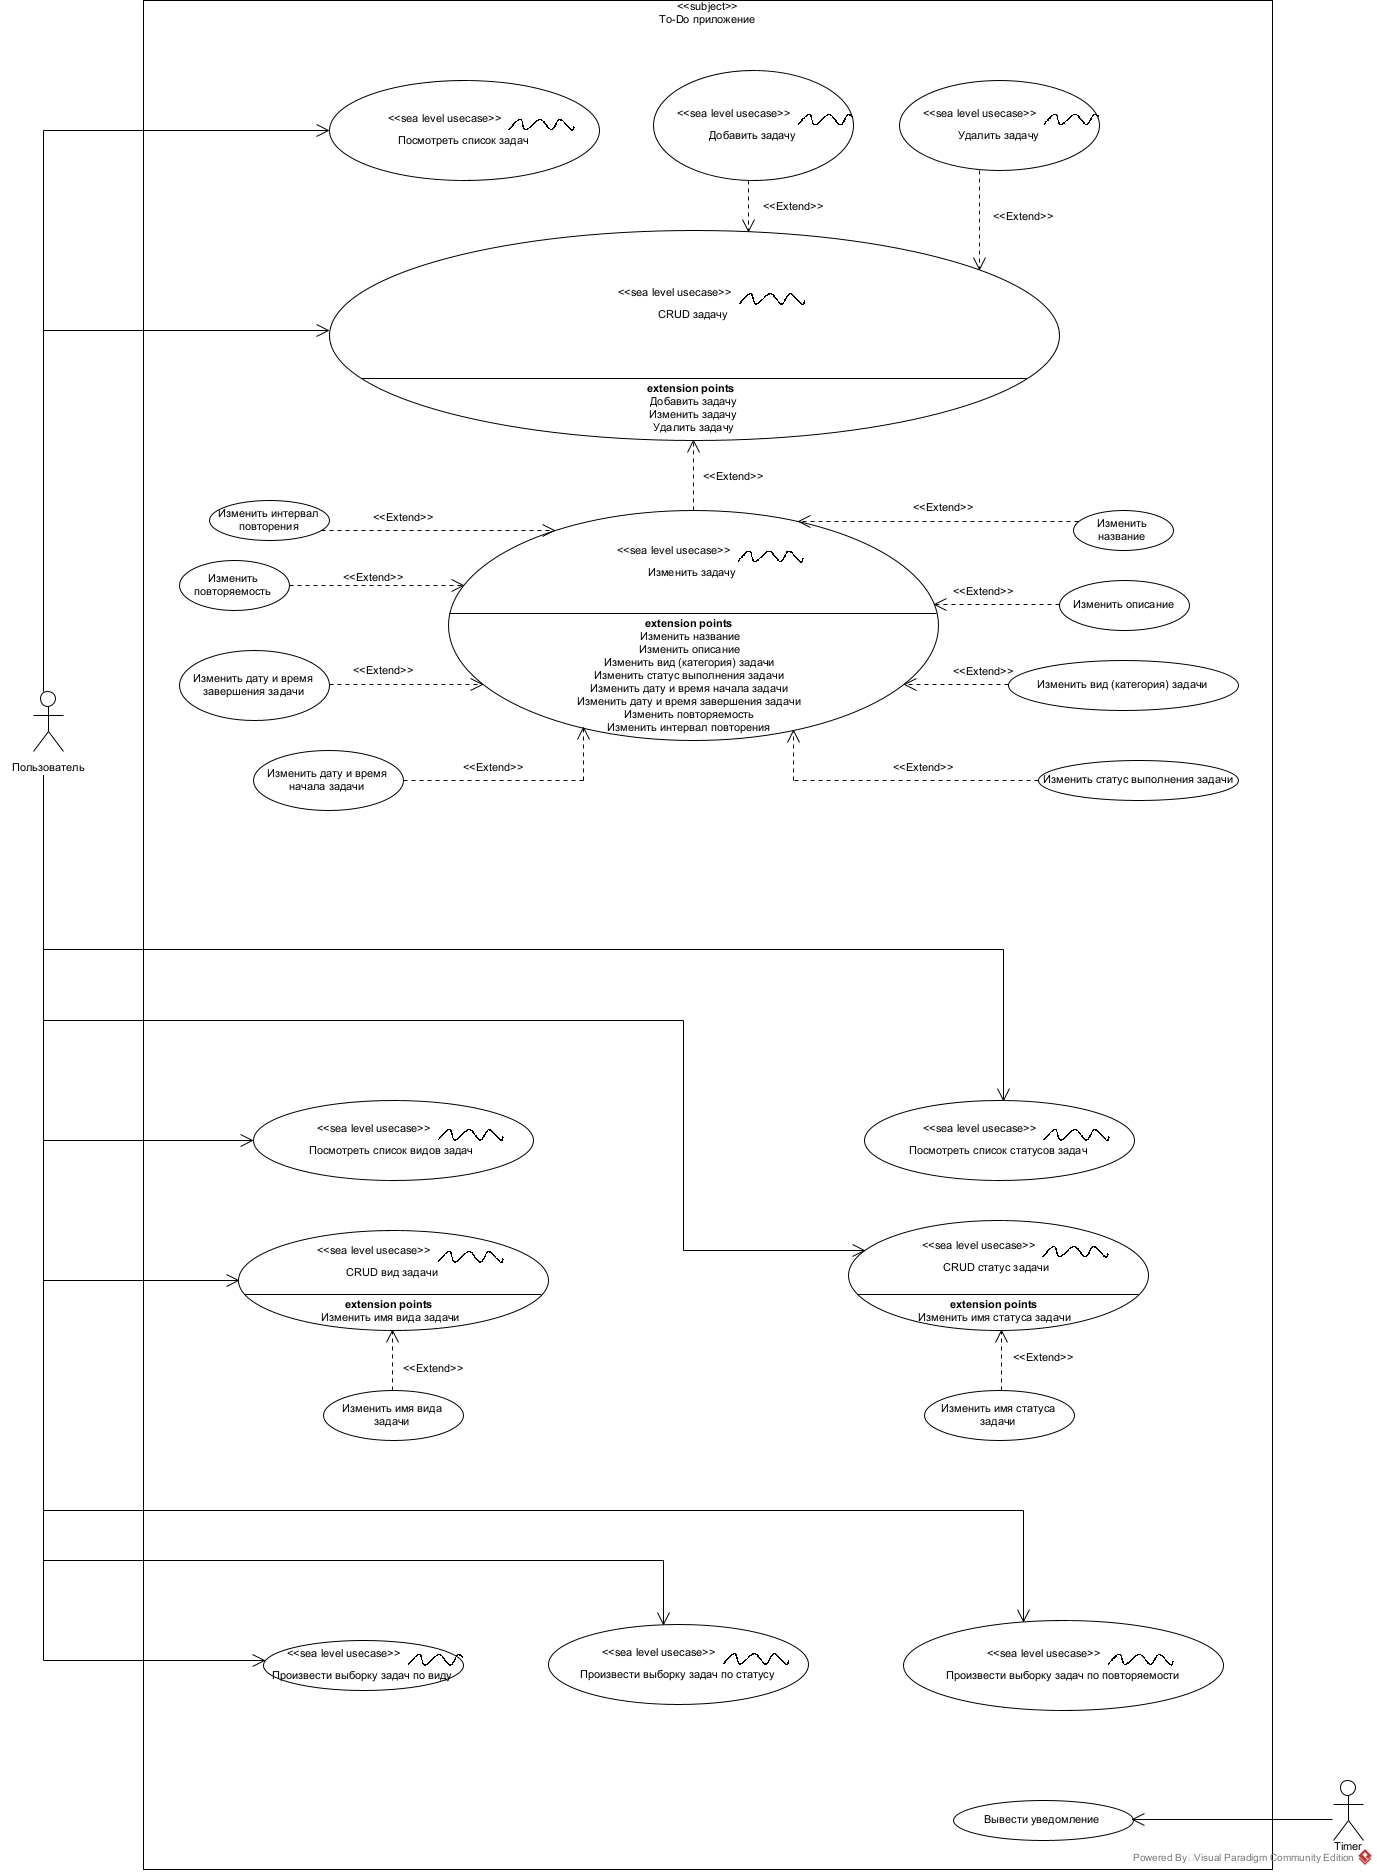 <<subject>>
To-Do приложение
<<sea level usecase>>
Посмотреть список задач
<<sea level usecase>>
Добавить задачу
<<sea level usecase>>
Удалить задачу
<<Extend>>
<<Extend>>
<<sea level usecase>>
CRUD задачу
extension points
Добавить задачу
Изменить задачу
Удалить задачу
<<Extend>>
Изменить интервал
повторения
<<Extend>>
<<Extend>>
Изменить
название
<<sea level usecase>>
Изменить задачу
Изменить
повторяемость
<<Extend>>
<<Extend>>
Изменить описание
extension points
Изменить название
Изменить описание
Изменить вид (категория) задачи
Изменить статус выполнения задачи
Изменить дату и время начала задачи
Изменить дату и время завершения задачи
Изменить повторяемость
Изменить интервал повторения
Изменить дату и время
завершения задачи
<<Extend>>
<<Extend>>
Изменить вид (категория) задачи
Пользователь
Изменить дату и время
начала задачи
<<Extend>>
<<Extend>>
Изменить статус выполнения задачи
<<sea level usecase>>
Посмотреть список видов задач
<<sea level usecase>>
Посмотреть список статусов задач
<<sea level usecase>>
CRUD вид задачи
extension points
Изменить имя вида задачи
<<sea level usecase>>
CRUD статус задачи
extension points
Изменить имя статуса задачи
<<Extend>>
<<Extend>>
Изменить имя вида
задачи
Изменить имя статуса
задачи
<<sea level usecase>>
Произвести выборку задач по виду
<<sea level usecase>>
Произвести выборку задач по статусу
<<sea level usecase>>
Произвести выборку задач по повторяемости
Вывести уведомление
Timer
Powered By Visual Paradigm Community Edition